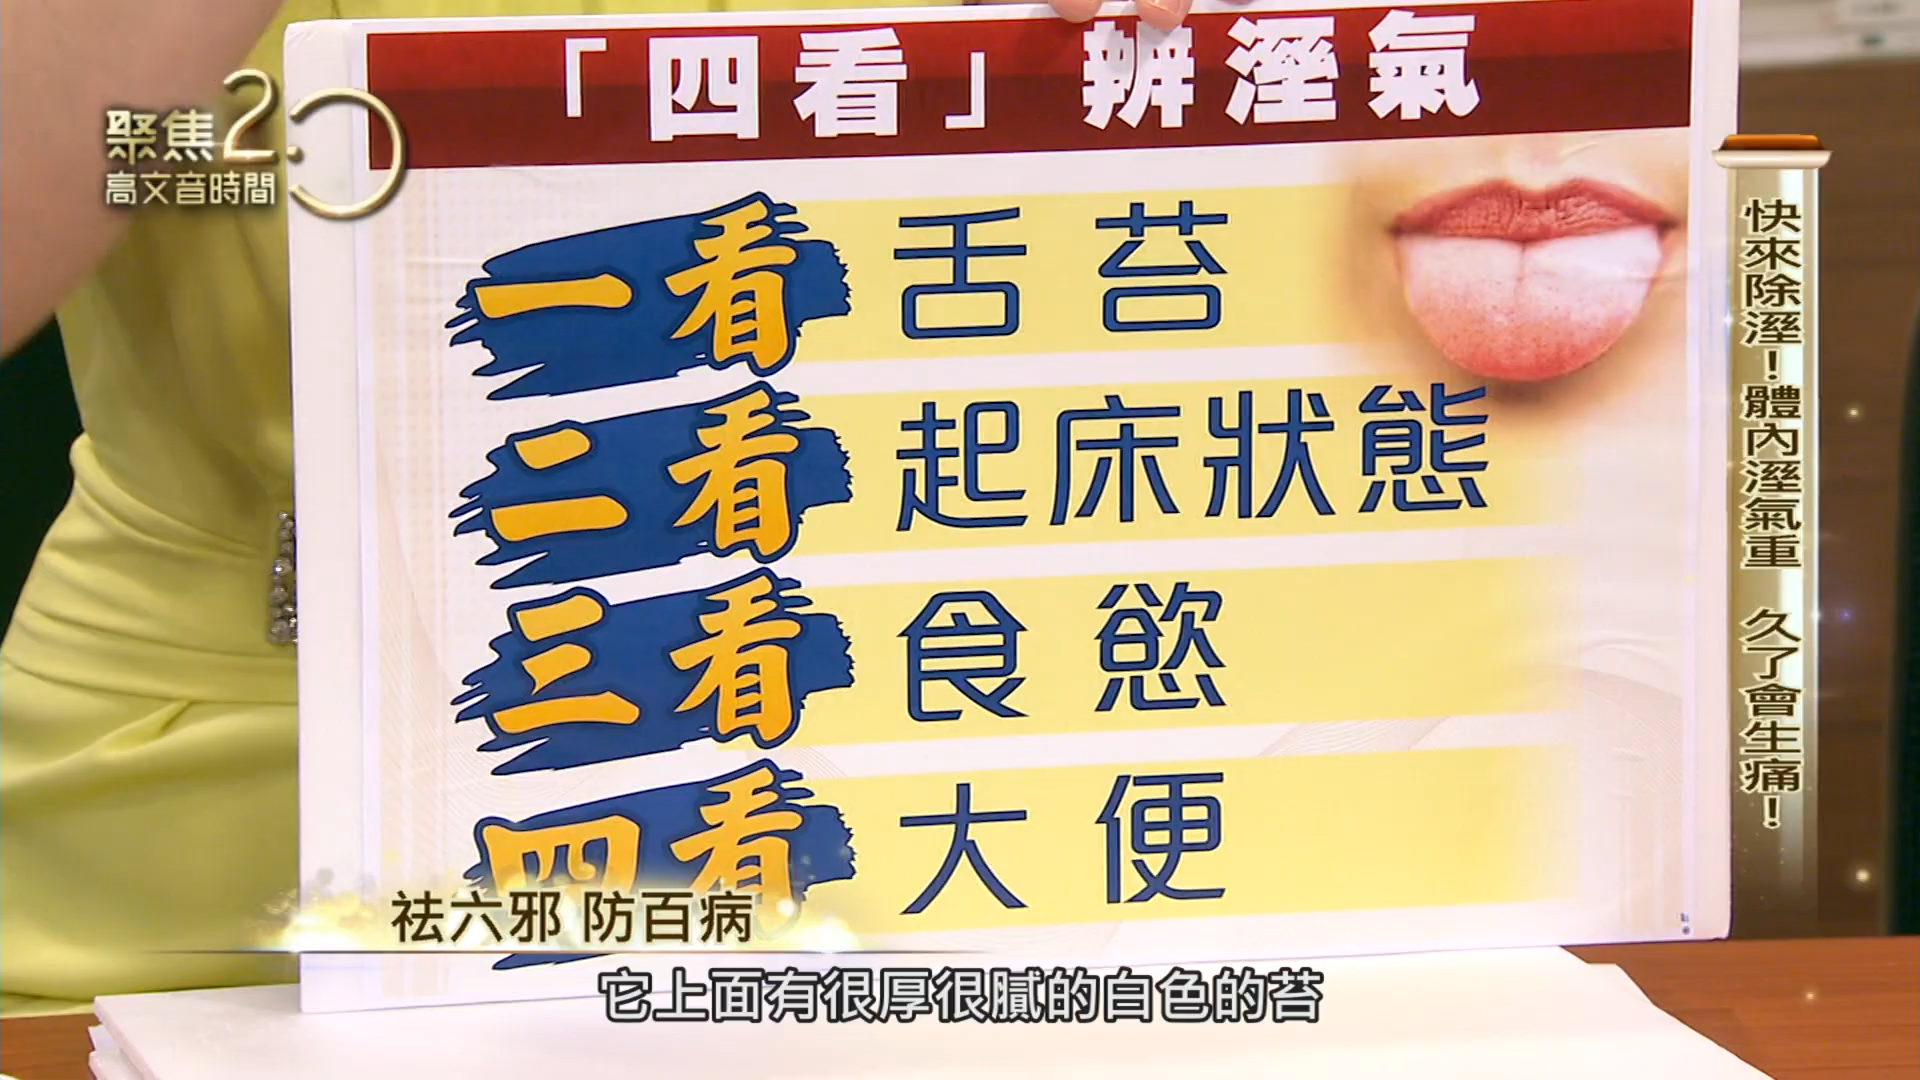 「四看」辨溼氣
聚焦2.0
高文音時間
一看 舌苔
二看 起床狀態
三看 食慾
四看 大便
快來除溼！體內溼氣重 久了會生痛！
祛六邪 防百病
它上面有很厚很膩的白色的苔